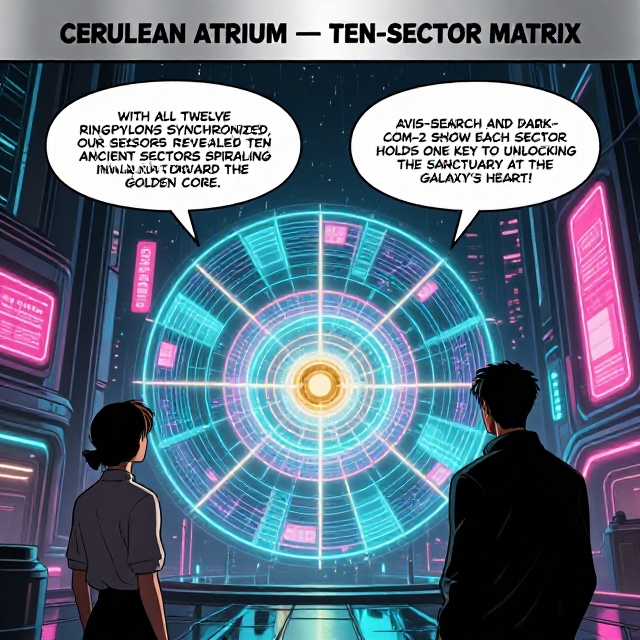 CERULEAN ATRIUM — TEN-SECTOR MATRIX
WITH ALL TWELVE
RINGPYLONS SYNCHRONIZED,
OUR SENSORS REVEALED TEN
ANCIENT SECTORS SPIRALING
THE
GOLDEN CORE.
AVIS-SEARCH AND DARK-
COM-2 SHOW EACH SECTOR
HOLDS ONE KEY TO UNLOCKING
THE SANCTUARY AT THE
GALAXY'S HEART!